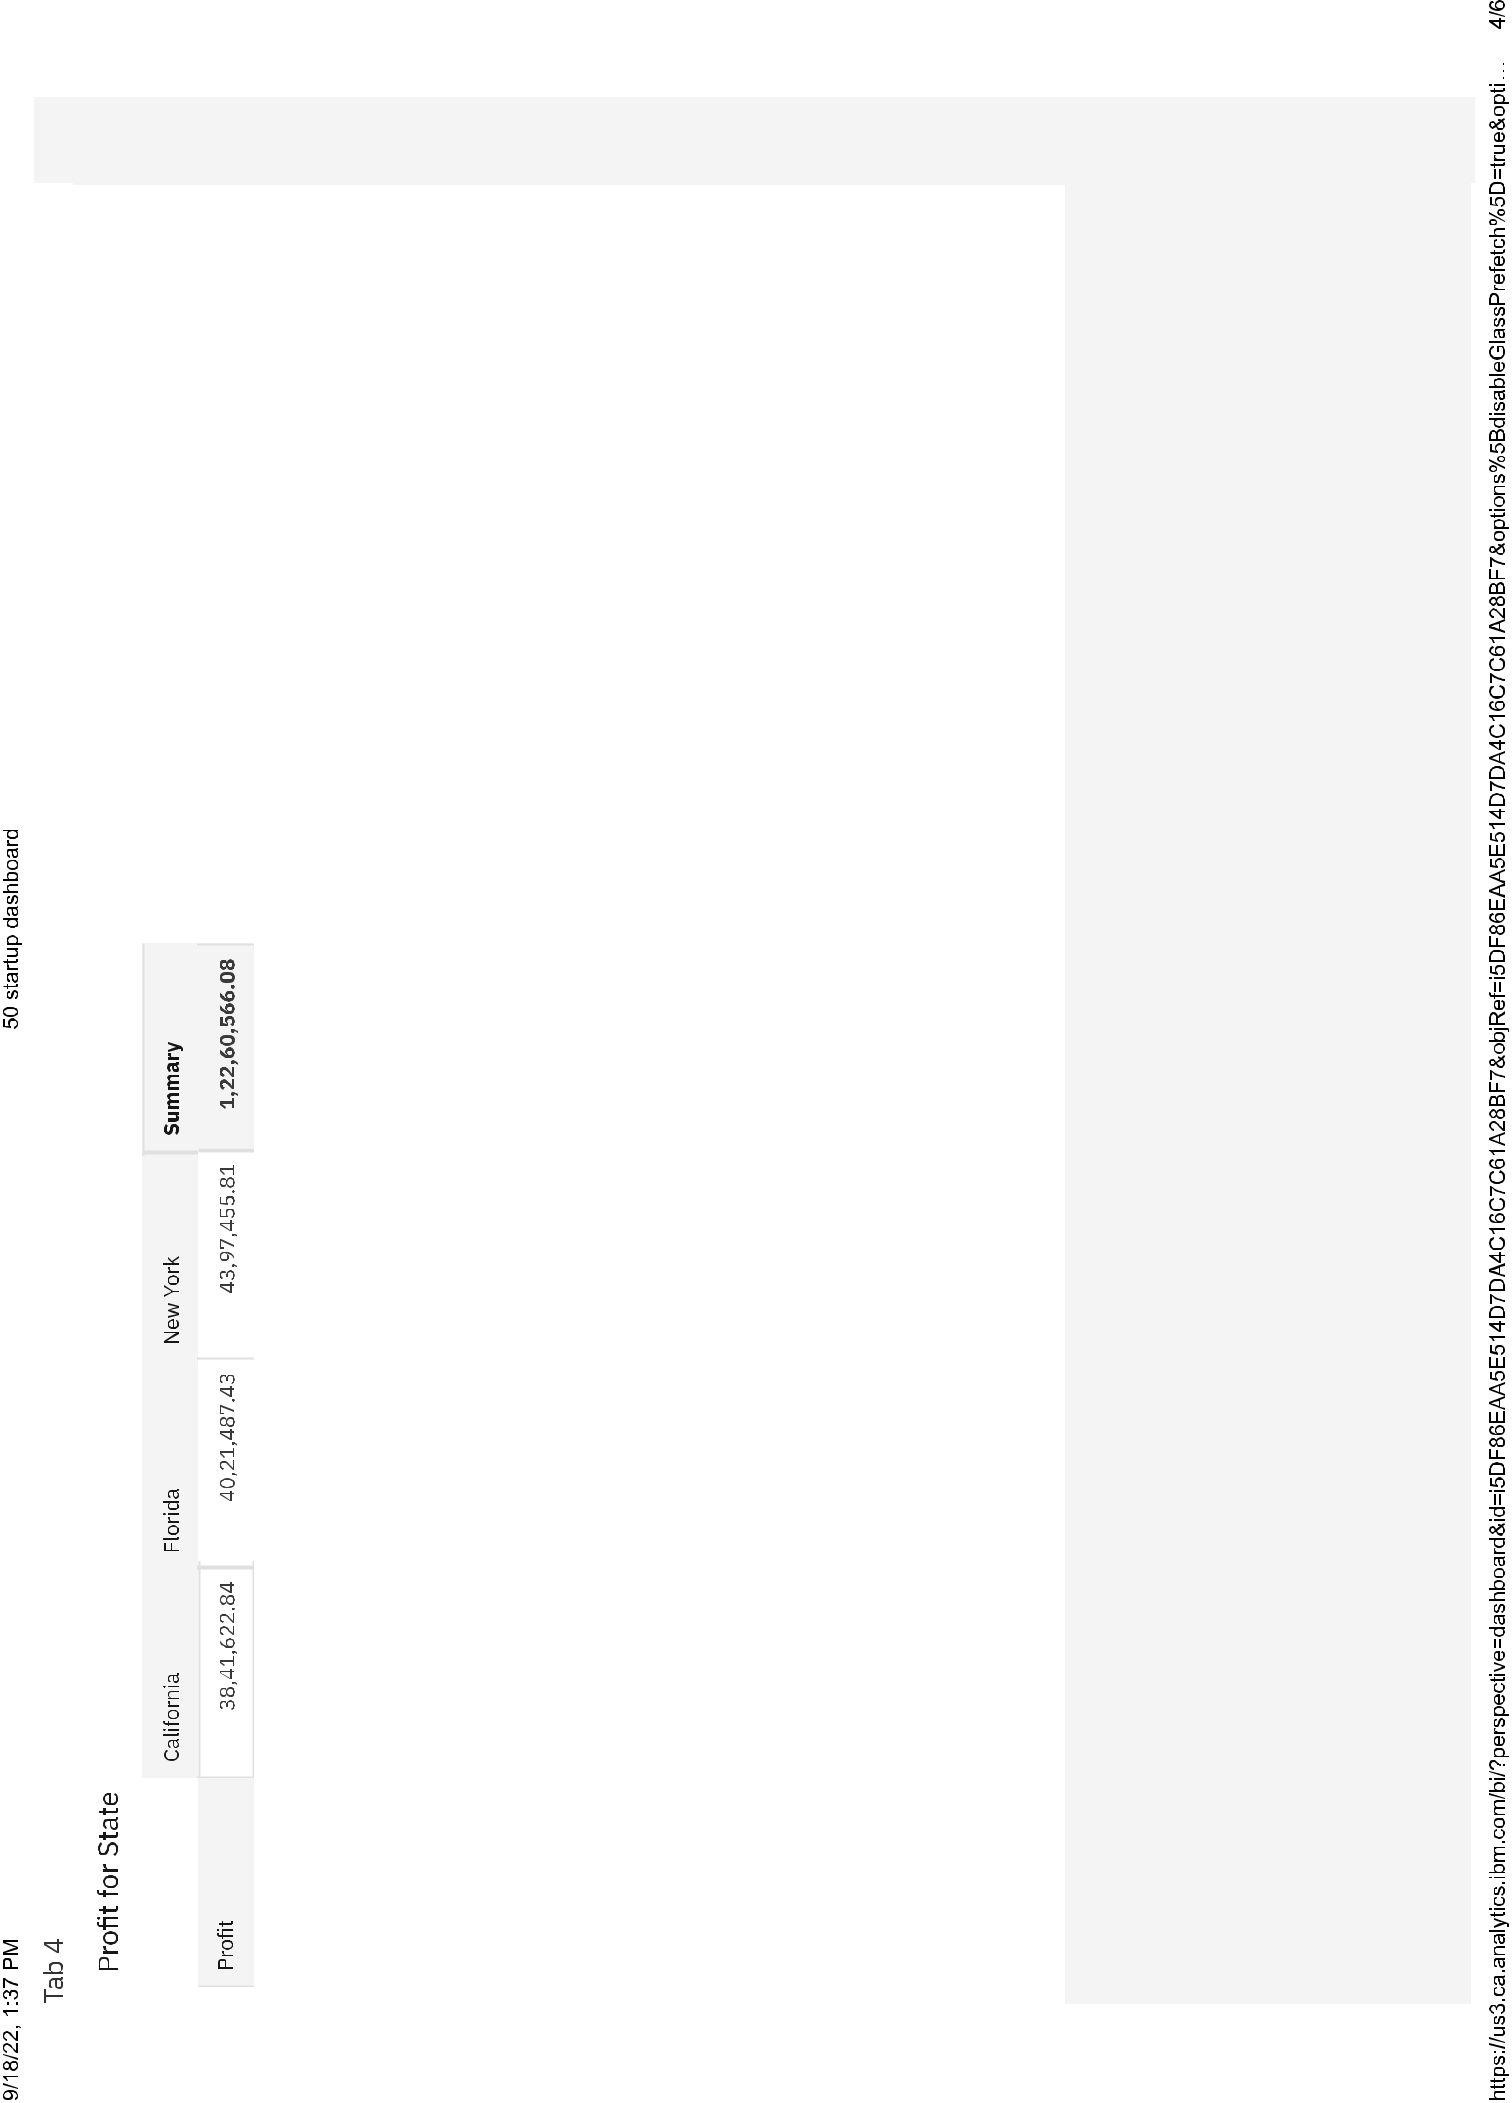 9/18/22, 1:37 PM 50 startup dashboard
Tab 4
Profit for State
California Florida New York Summary
Profit 38,41,622.84 40,21,487.43 43,97,455.81 1,22,60,566.08
https://us3.ca.analytics.ibm.com/bi/?perspective=dashboard&id=i5DF86EAA5E514D7DA4C16C7C61A28BF7&objRef=i5DF86EAA5E514D7DA4C16C7C61A28BF7&options%5BdisableGlassPrefetch%5D=true&opti... 4/6